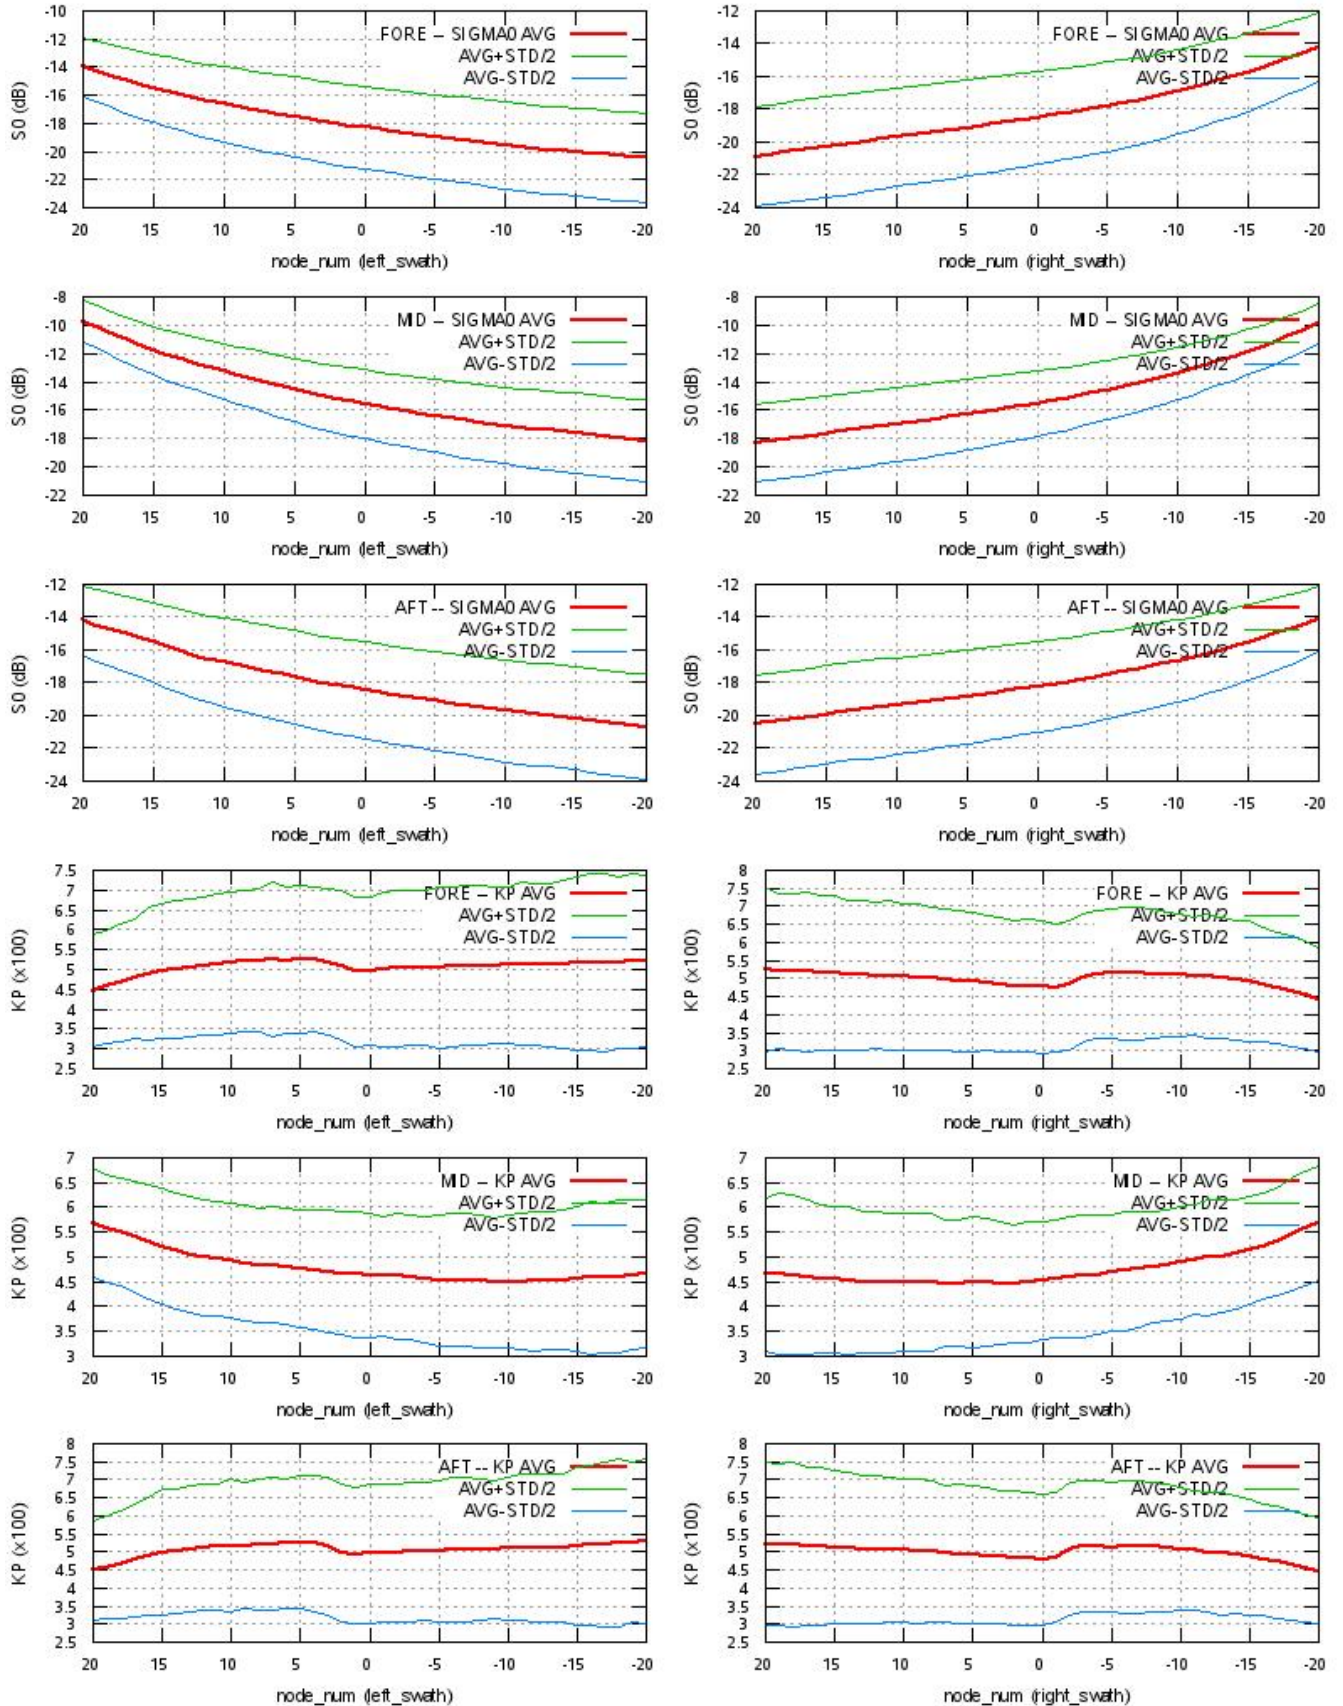 S0 (dB)
-10
-12
-14
-16
-18
-20
-22
-24
FORE -- SIGMA0 AVG
AVG+STD/2
AVG-STD/2
20 15 10 5 0 -5 -10 -15 -20
node_num (left_swath)
S0 (dB)
-12
-14
-16
-18
-20
-22
-24
FORE -- SIGMA0 AVG
AVG+STD/2
AVG-STD/2
20 15 10 5 0 -5 -10 -15 -20
node_num (right_swath)
S0 (dB)
-8
-10
-12
-14
-16
-18
-20
-22
MID -- SIGMA0 AVG
AVG+STD/2
AVG-STD/2
20 15 10 5 0 -5 -10 -15 -20
node_num (left_swath)
S0 (dB)
-8
-10
-12
-14
-16
-18
-20
-22
MID -- SIGMA0 AVG
AVG+STD/2
AVG-STD/2
20 15 10 5 0 -5 -10 -15 -20
node_num (right_swath)
S0 (dB)
-12
-14
-16
-18
-20
-22
-24
AFT -- SIGMA0 AVG
AVG+STD/2
AVG-STD/2
20 15 10 5 0 -5 -10 -15 -20
node_num (left_swath)
S0 (dB)
-12
-14
-16
-18
-20
-22
-24
AFT -- SIGMA0 AVG
AVG+STD/2
AVG-STD/2
20 15 10 5 0 -5 -10 -15 -20
node_num (right_swath)
KP (x100)
7.5
7
6.5
6
5.5
5
4.5
4
3.5
3
2.5
FORE -- KP AVG
AVG+STD/2
AVG-STD/2
20 15 10 5 0 -5 -10 -15 -20
node_num (left_swath)
KP (x100)
8
7.5
7
6.5
6
5.5
5
4.5
4
3.5
3
2.5
FORE -- KP AVG
AVG+STD/2
AVG-STD/2
20 15 10 5 0 -5 -10 -15 -20
node_num (right_swath)
KP (x100)
7
6.5
6
5.5
5
4.5
4
3.5
3
MID -- KP AVG
AVG+STD/2
AVG-STD/2
20 15 10 5 0 -5 -10 -15 -20
node_num (left_swath)
KP (x100)
7
6.5
6
5.5
5
4.5
4
3.5
3
MID -- KP AVG
AVG+STD/2
AVG-STD/2
20 15 10 5 0 -5 -10 -15 -20
node_num (right_swath)
KP (x100)
8
7.5
7
6.5
6
5.5
5
4.5
4
3.5
3
2.5
AFT -- KP AVG
AVG+STD/2
AVG-STD/2
20 15 10 5 0 -5 -10 -15 -20
node_num (left_swath)
KP (x100)
8
7.5
7
6.5
6
5.5
5
4.5
4
3.5
3
2.5
AFT -- KP AVG
AVG+STD/2
AVG-STD/2
20 15 10 5 0 -5 -10 -15 -20
node_num (right_swath)